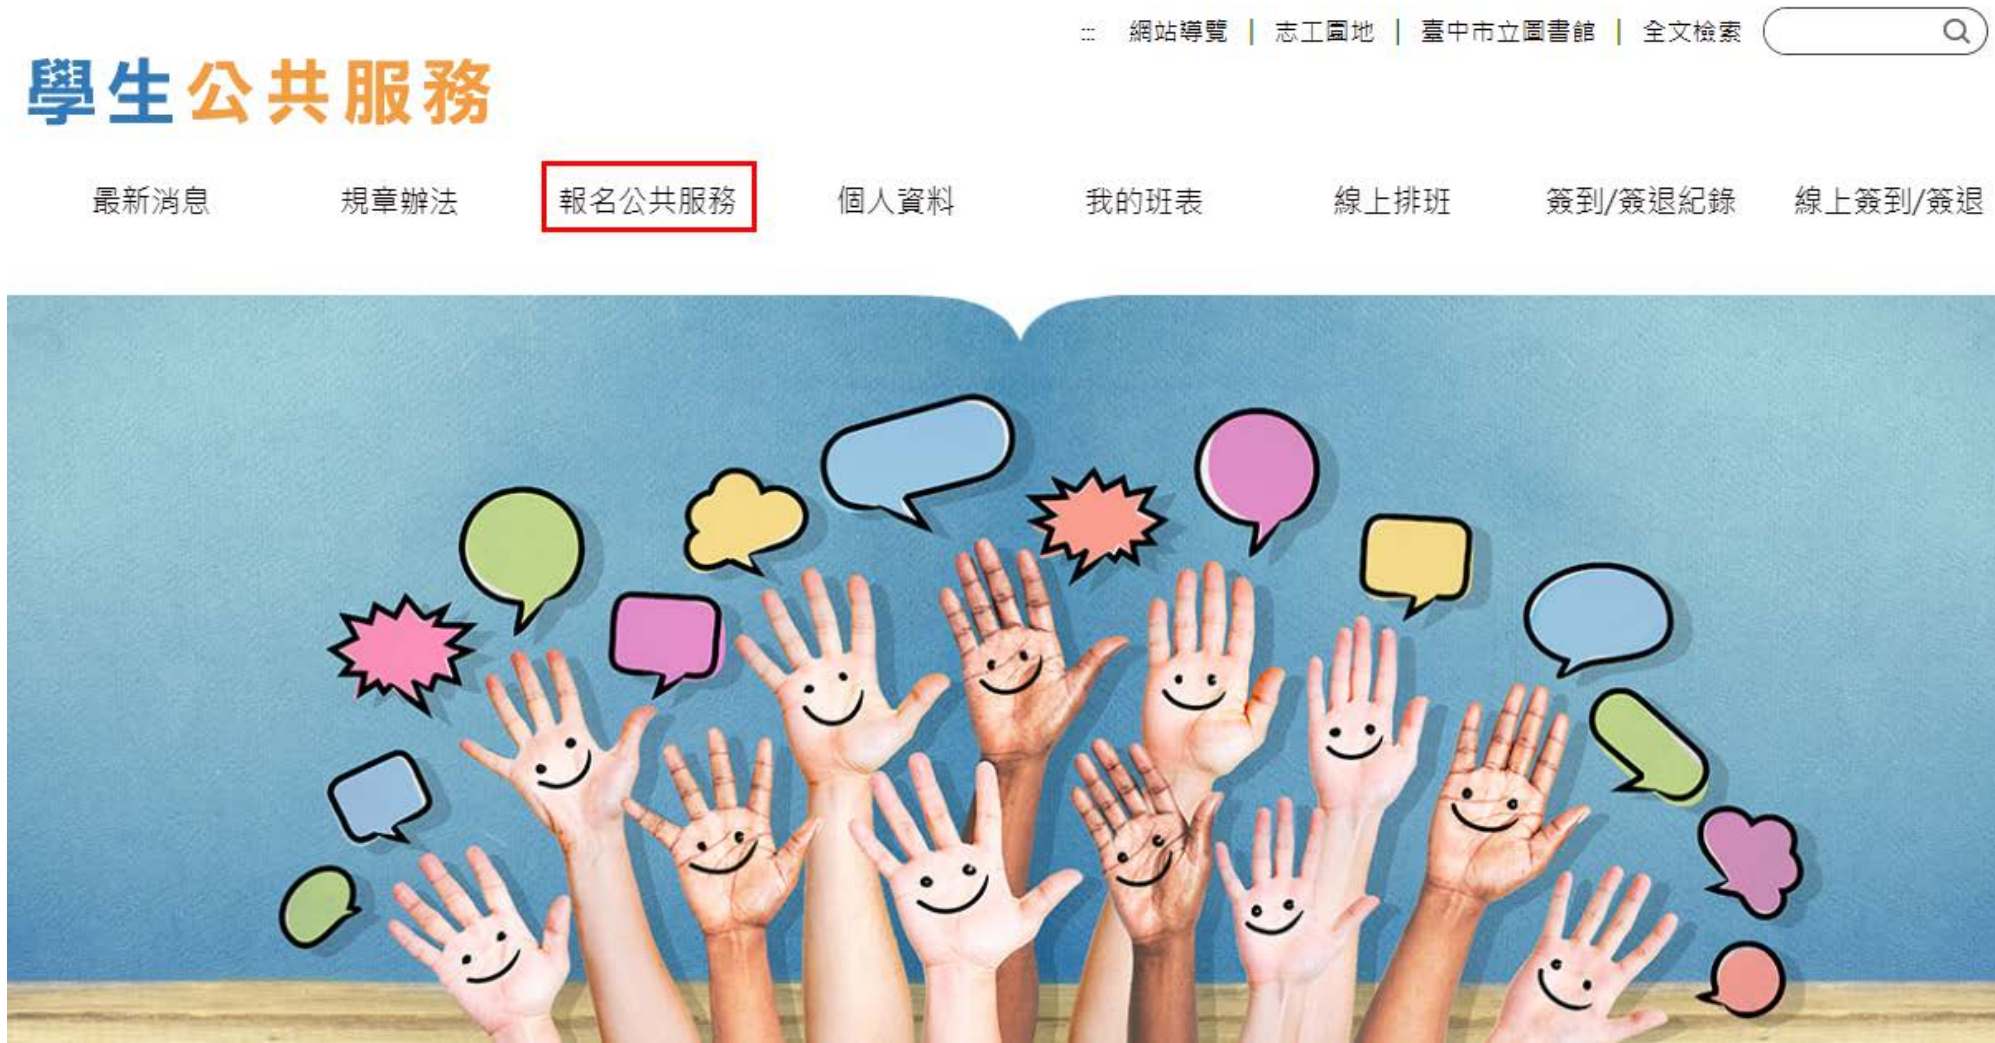 ::: 網站導覽 | 志工園地 | 臺中市立圖書館 | 全文檢索
學生公共服務
最新消息 規章辦法 報名公共服務 個人資料 我的班表 線上排班 簽到/簽退紀錄 線上簽到/簽退